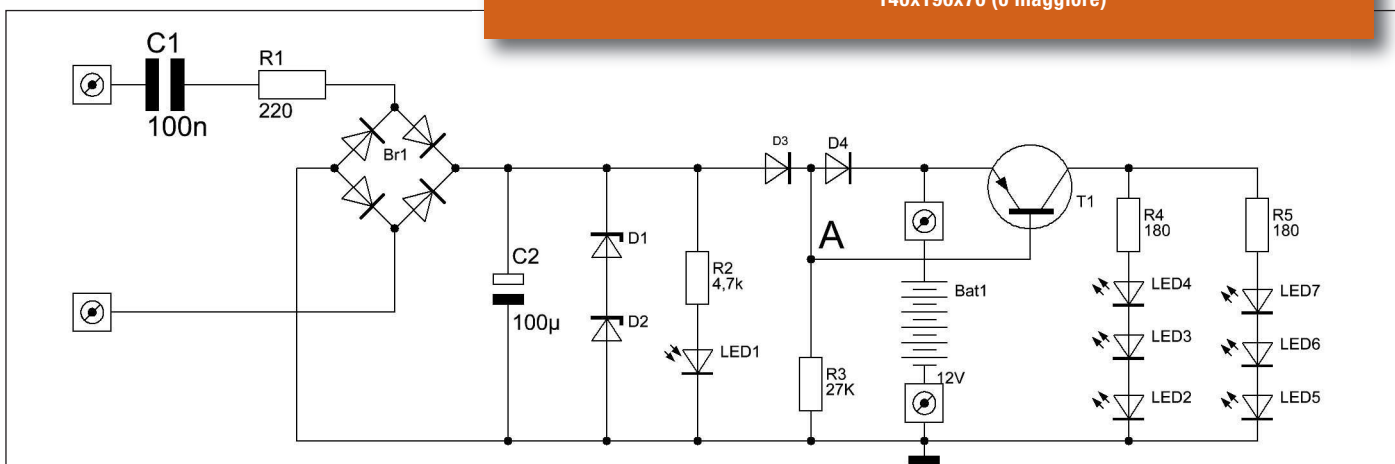 140x190x70 (o maggiore)
C1
100n
R1
220
Br1
C2
100µ
D1
D2
R2
4,7k
LED1
D3
D4
A
R3
27K
Bat1
12V
T1
R4
180
LED4
LED3
LED2
R5
180
LED7
LED6
LED5